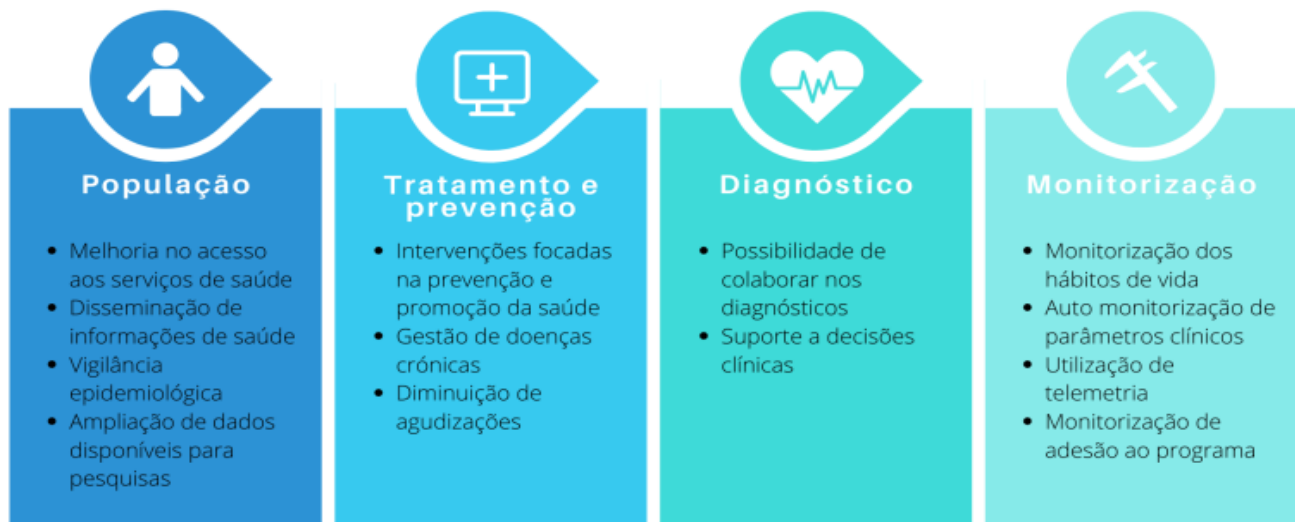 População
Melhoria no acesso
aos serviços de saúde
Disseminação de
informações de saúde
Vigilância
epidemiológica
Ampliação de dados
disponíveis para
pesquisas
Tratamento e
prevenção
Intervenções focadas
na prevenção e
promoção da saúde
Gestão de doenças
crónicas
Diminuição de
agudizações
Diagnóstico
Possibilidade de
colaborar nos
diagnósticos
Suporte a decisões
clínicas
Monitorização
Monitorização dos
hábitos de vida
Auto monitorização de
parâmetros clínicos
Utilização de
telemetria
Monitorização de
adesão ao programa